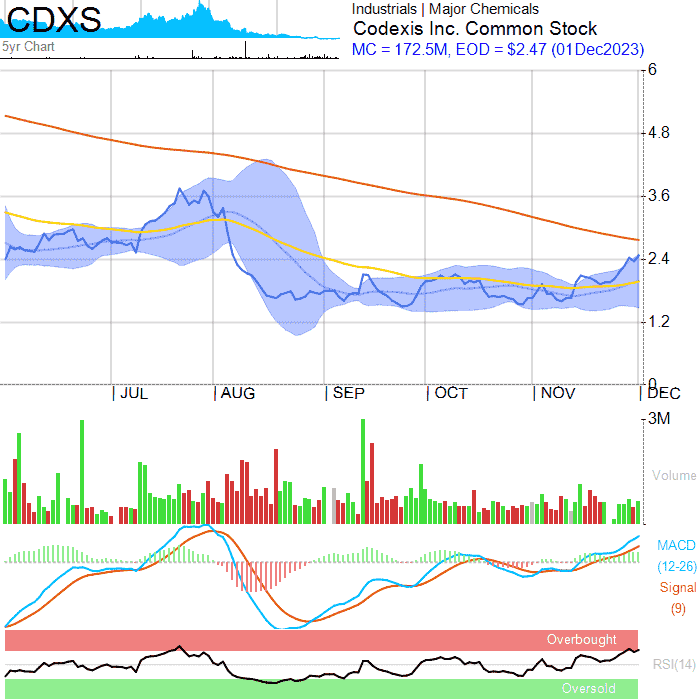 CDXS
5yr Chart
Industrials | Major Chemicals
Codexis Inc. Common Stock
MC = 172.5M, EOD = $2.47 (01Dec2023)
6
4.8
3.6
2.4
1.2
0
JUL AUG SEP OCT NOV DEC
3M
Volume
MACD
(12-26)
Signal
(9)
Overbought
RSI(14)
Oversold